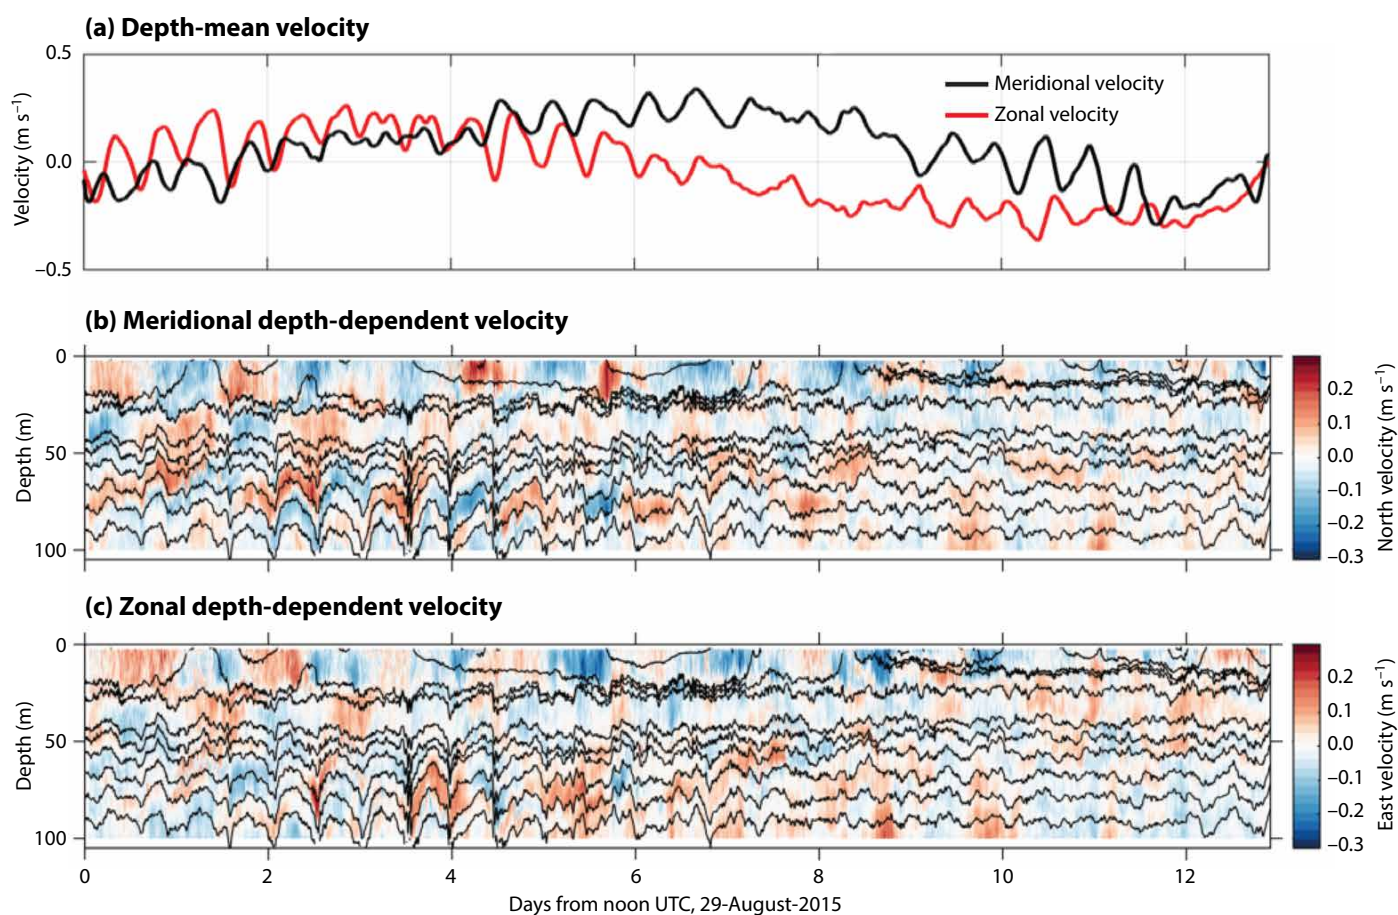 (a) Depth-mean velocity
0.5
0.0
−0.5
Velocity (m s⁻¹)
Meridional velocity
Zonal velocity
(b) Meridional depth-dependent velocity
0
50
100
Depth (m)
0.2
0.1
0.0
−0.1
−0.2
−0.3
North velocity (m s⁻¹)
(c) Zonal depth-dependent velocity
0
50
100
Depth (m)
0.2
0.1
0.0
−0.1
−0.2
−0.3
East velocity (m s⁻¹)
0 2 4 6 8 10 12
Days from noon UTC, 29-August-2015